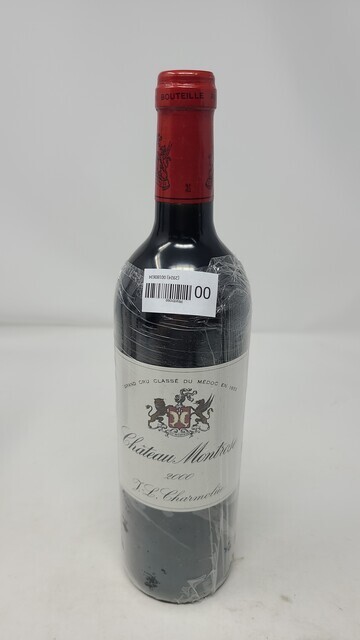 BOUTEILLE
00
GRAND CRU CLASSÉ DU MÉDOC EN 1855
Château Montrose
2000
J. L. Charmolüe